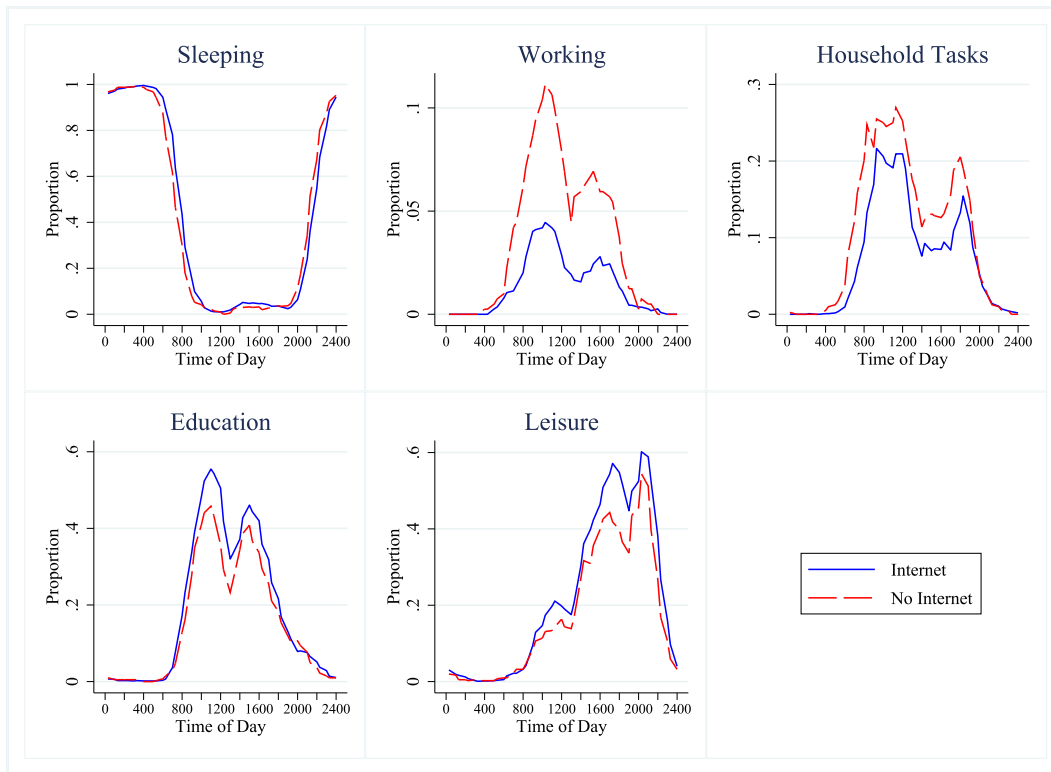 Sleeping
Proportion
0 .2 .4 .6 .8 1
0 400 800 1200 1600 2000 2400
Time of Day
Working
Proportion
0 .05 .1
0 400 800 1200 1600 2000 2400
Time of Day
Household Tasks
Proportion
0 .1 .2 .3
0 400 800 1200 1600 2000 2400
Time of Day
Education
Proportion
0 .2 .4 .6
0 400 800 1200 1600 2000 2400
Time of Day
Leisure
Proportion
0 .2 .4 .6
0 400 800 1200 1600 2000 2400
Time of Day
Internet
No Internet